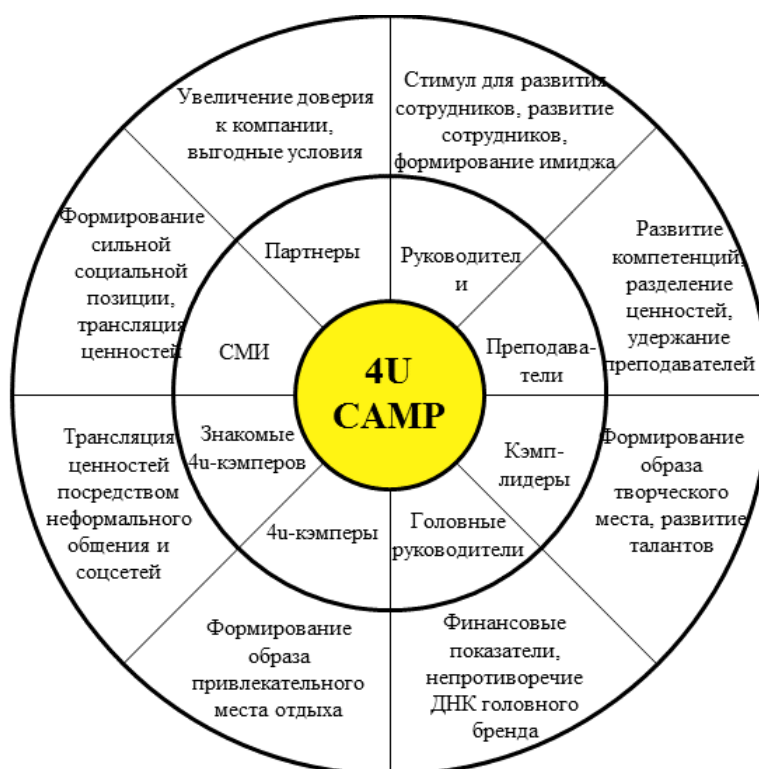 Увеличение доверия
к компании,
выгодные условия
Стимул для развития
сотрудников, развитие
сотрудников,
формирование имиджа
Формирование
сильной
социальной
позиции,
трансляция
ценностей
Партнеры
Руководител
и
Развитие
компетенций,
разделение
ценностей,
удержание
преподавателей
СМИ
4U
CAMP
Преподава-
тели
Трансляция
ценностей
посредством
неформального
общения и
соцсетей
Знакомые
4u-кэмперов
Кэмп-
лидеры
Формирование
образа
творческого
места, развитие
талантов
4u-кэмперы
Головные
руководители
Формирование
образа
привлекательного
места отдыха
Финансовые
показатели,
непротиворечие
ДНК головного
бренда